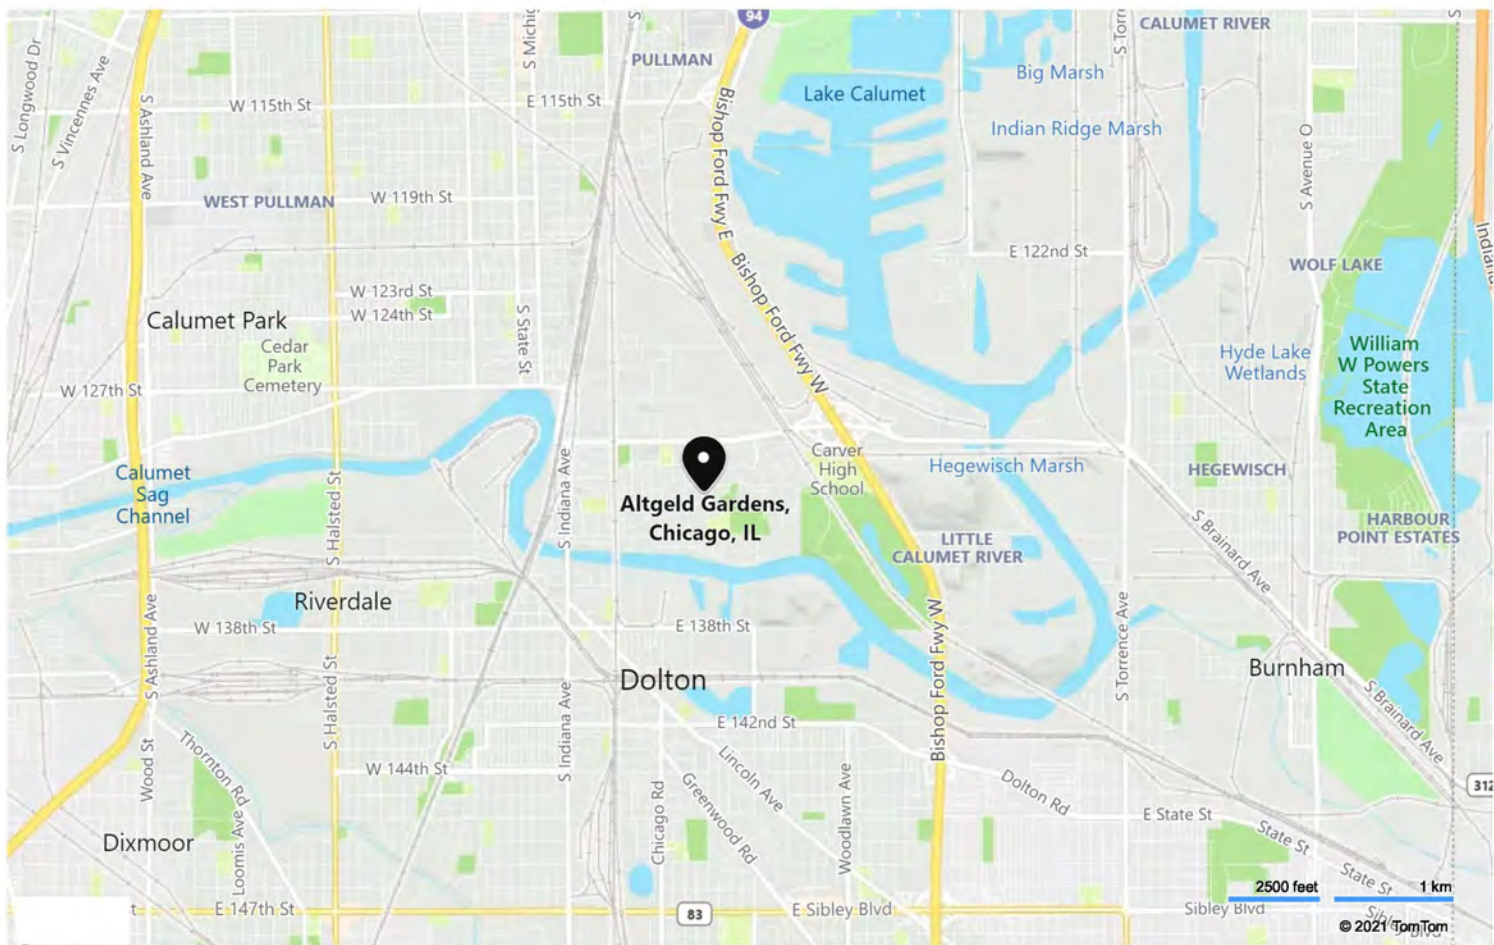 94
CALUMET RIVER
S Michig
S Torre
PULLMAN
Big Marsh
S Longwood Dr
S Vincennes Ave
Lake Calumet
W 115th St
E 115th St
S Ashland Ave
Bishop Ford Fwy E
Indian Ridge Marsh
S Avenue O
WEST PULLMAN
W 119th St
E 122nd St
Bishop Ford Fwy W
WOLF LAKE
Indiana
W 123rd St
W 124th St
Calumet Park
S State St
Cedar
Park
Cemetery
Hyde Lake
Wetlands
William
W Powers
State
Recreation
Area
W 127th St
Calumet
Sag
Channel
S Halsted St
S Indiana Ave
Altgeld Gardens,
Chicago, IL
Carver
High
School
Hegewisch Marsh
HEGEWISCH
HARBOUR
POINT ESTATES
LITTLE
CALUMET RIVER
S Brainard Ave
Riverdale
W 138th St
E 138th St
S Ashland Ave
S Halsted St
Bishop Ford Fwy W
S Torrence Ave
Dolton
Burnham
S Indiana Ave
E 142nd St
S Brainard Ave
Wood St
Thornton Rd
W 144th St
Lincoln Ave
Dolton Rd
312
Chicago Rd
Greenwood Rd
Woodlawn Ave
E State St
State St
Dixmoor
Loomis Ave
State St
2500 feet
1 km
t
E 147th St
83
E Sibley Blvd
Sibley Blvd
Sibley Blvd
© 2021 TomTom